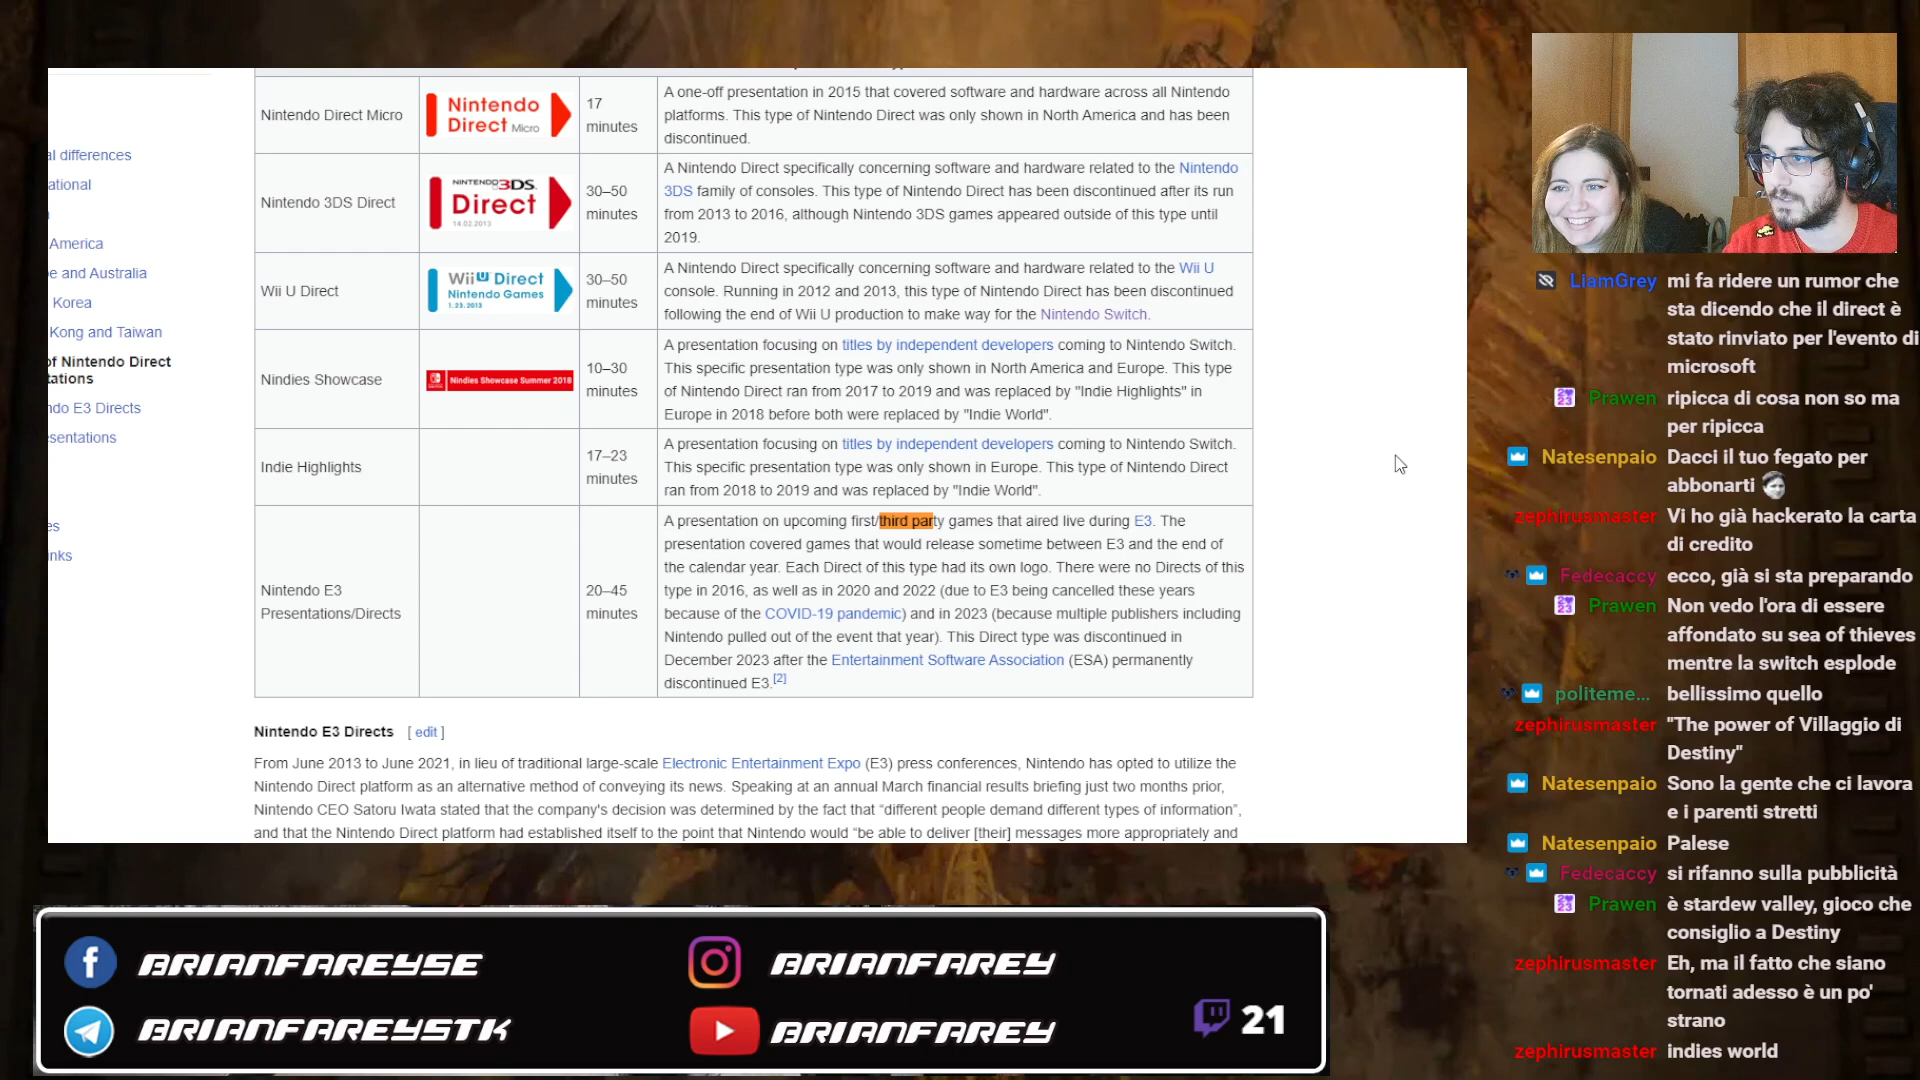 al differences
ational
America
e and Australia
Korea
Kong and Taiwan
of Nintendo Direct
tations
ndo E3 Directs
esentations
es
inks
Nintendo Direct Micro
Nintendo
Direct Micro
17
minutes
A one-off presentation in 2015 that covered software and hardware across all Nintendo
platforms. This type of Nintendo Direct was only shown in North America and has been
discontinued.
Nintendo 3DS Direct
NINTENDO 3DS
Direct
14.02.2013
30–50
minutes
A Nintendo Direct specifically concerning software and hardware related to the Nintendo
3DS family of consoles. This type of Nintendo Direct has been discontinued after its run
from 2013 to 2016, although Nintendo 3DS games appeared outside of this type until
2019.
Wii U Direct
Wii U Direct
Nintendo Games
1.23.2013
30–50
minutes
A Nintendo Direct specifically concerning software and hardware related to the Wii U
console. Running in 2012 and 2013, this type of Nintendo Direct has been discontinued
following the end of Wii U production to make way for the Nintendo Switch.
Nindies Showcase
Nindies Showcase Summer 2018
10–30
minutes
A presentation focusing on titles by independent developers coming to Nintendo Switch.
This specific presentation type was only shown in North America and Europe. This type
of Nintendo Direct ran from 2017 to 2019 and was replaced by "Indie Highlights" in
Europe in 2018 before both were replaced by "Indie World".
Indie Highlights
17–23
minutes
A presentation focusing on titles by independent developers coming to Nintendo Switch.
This specific presentation type was only shown in Europe. This type of Nintendo Direct
ran from 2018 to 2019 and was replaced by "Indie World".
Nintendo E3
Presentations/Directs
20–45
minutes
A presentation on upcoming first/third party games that aired live during E3. The
presentation covered games that would release sometime between E3 and the end of
the calendar year. Each Direct of this type had its own logo. There were no Directs of this
type in 2016, as well as in 2020 and 2022 (due to E3 being cancelled these years
because of the COVID-19 pandemic) and in 2023 (because multiple publishers including
Nintendo pulled out of the event that year). This Direct type was discontinued in
December 2023 after the Entertainment Software Association (ESA) permanently
discontinued E3.[2]
Nintendo E3 Directs [ edit ]
From June 2013 to June 2021, in lieu of traditional large-scale Electronic Entertainment Expo (E3) press conferences, Nintendo has opted to utilize the
Nintendo Direct platform as an alternative method of conveying its news. Speaking at an annual March financial results briefing just two months prior,
Nintendo CEO Satoru Iwata stated that the company's decision was determined by the fact that "different people demand different types of information",
and that the Nintendo Direct platform had established itself to the point that Nintendo would "be able to deliver [their] messages more appropriately and
LiamGrey mi fa ridere un rumor che
sta dicendo che il direct è
stato rinviato per l'evento di
microsoft
Prawen ripicca di cosa non so ma
per ripicca
Natesenpaio Dacci il tuo fegato per
abbonarti
zephirusmaster Vi ho già hackerato la carta
di credito
Fedecaccy ecco, già si sta preparando
Prawen Non vedo l'ora di essere
affondato su sea of thieves
mentre la switch esplode
politeme... bellissimo quello
zephirusmaster "The power of Villaggio di
Destiny"
Natesenpaio Sono la gente che ci lavora
e i parenti stretti
Natesenpaio Palese
Fedecaccy si rifanno sulla pubblicità
Prawen è stardew valley, gioco che
consiglio a Destiny
zephirusmaster Eh, ma il fatto che siano
tornati adesso è un po'
strano
zephirusmaster indies world
BRIANFAREYSE
BRIANFAREY
BRIANFAREYSTK
BRIANFAREY
21